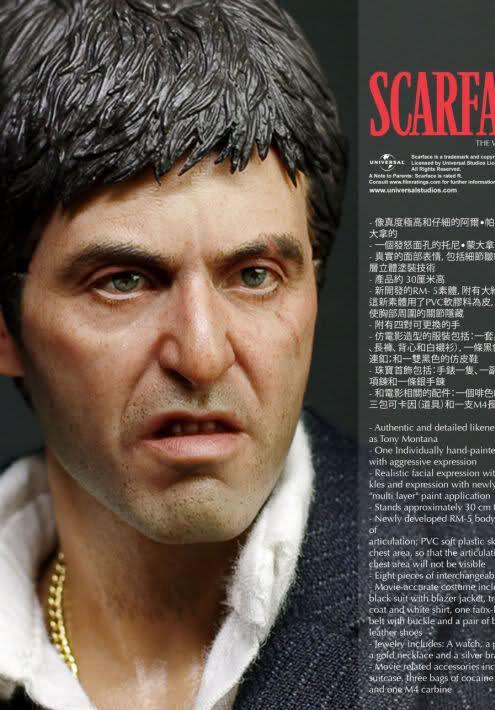 SCARFA
THE W
UNIVERSAL
Scarface is a trademark and copyr
Licensed by Universal Studios Lice
All Rights Reserved.
A Note to Parents: Scarface is rated R.
Consult www.filmratings.com for further information
www.universalstudios.com
- 像真度極高和仔細的阿爾•帕
大拿的
- 一個發怒面孔的托尼•蒙大拿
- 真實的面部表情, 包括細節皺
層立體塗裝技術
- 產品約 30厘米高
- 新開發的RM- 5素體, 附有大
這新素體用了PVC軟膠料為皮,
使胸部周圍的關節隱藏
- 附有四對可更換的手
- 仿電影造型的服裝包括: 一套
、長褲、背心和白襯衫), 一條黑
連釦; 和一雙黑色的仿皮鞋
- 珠寶首飾包括: 手錶一隻、一副
項鍊和一條銀手鍊
- 和電影相關的配件: 一個啡色
三包可卡因(道具) 和一支M4長
- Authentic and detailed likene
as Tony Montana
- One Individually hand-painte
with aggressive expression
- Realistic facial expression wit
kles and expression with newly
"multi layer" paint application
- Stands approximately 30 cm t
- Newly developed RM-5 body
of
articulation; PVC soft plastic sk
chest area, so that the articulati
chest area will not be visible
- Eight pieces of interchangeab
- Movie-accurate costume inclu
black suit with blazer jacket, tr
coat and white shirt, one faux-l
belt with buckle and a pair of b
leather shoes
- Jewelry includes: A watch, a p
a gold necklace and a silver bra
- Movie related accessories inc
suitcase, three bags of cocaine
and one M4 carbine